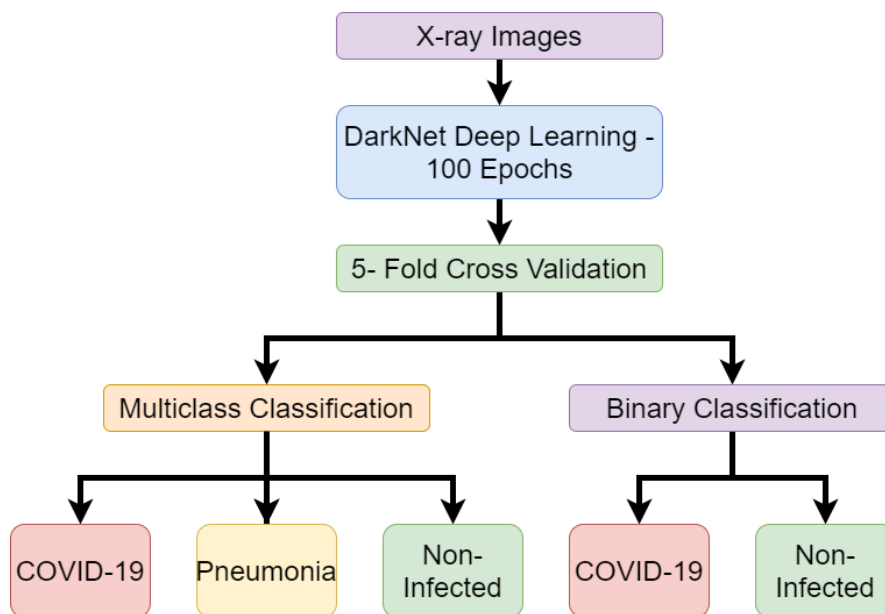 X-ray Images
DarkNet Deep Learning -
100 Epochs
5- Fold Cross Validation
Multiclass Classification
Binary Classification
COVID-19
Pneumonia
Non-
Infected
COVID-19
Non-
Infected